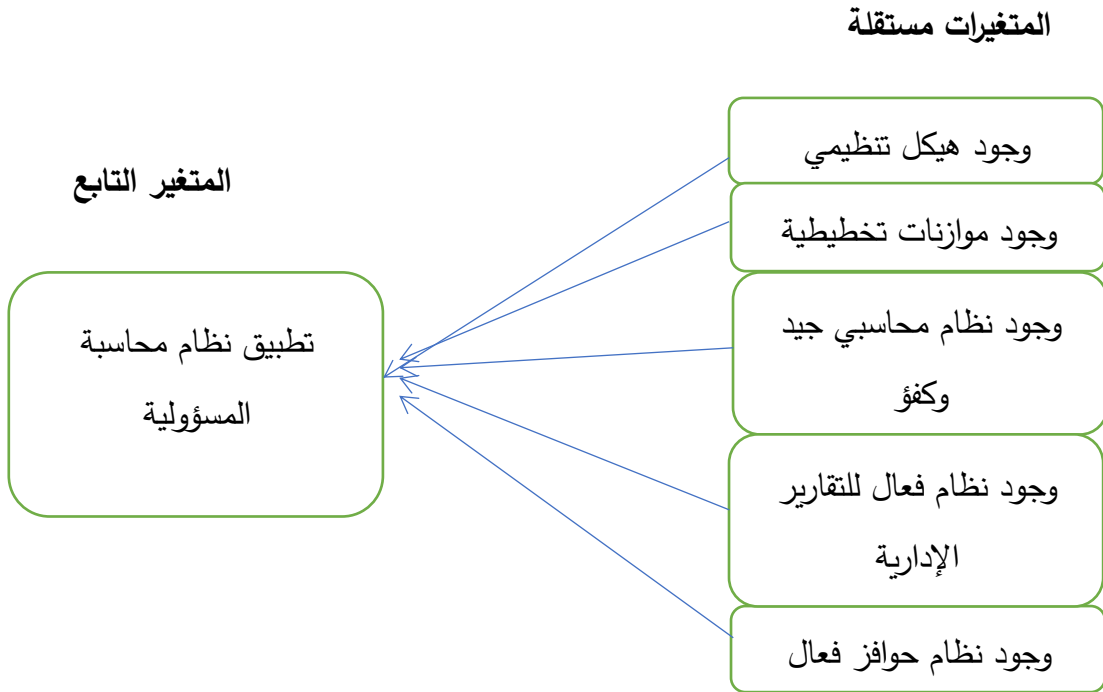 المتغيرات مستقلة
وجود هيكل تنظيمي
وجود موازنات تخطيطية
وجود نظام محاسبي جيد
وكفؤ
وجود نظام فعال للتقارير
الإدارية
وجود نظام حوافز فعال
المتغير التابع
تطبيق نظام محاسبة
المسؤولية